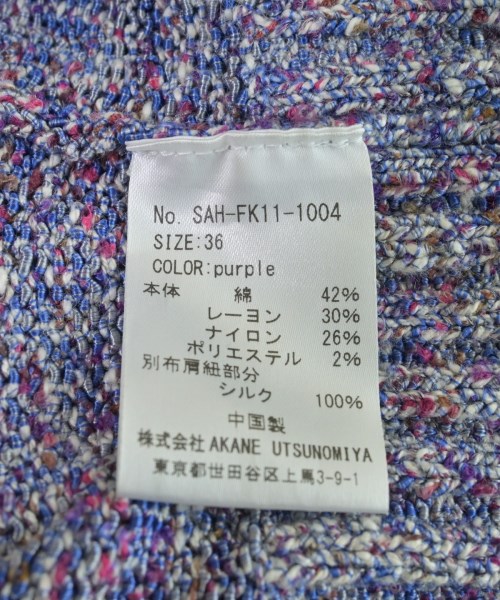 No. SAH-FK11-1004
SIZE:36
COLOR:purple
本体 綿 42%
レーヨン 30%
ナイロン 26%
ポリエステル 2%
別布肩紐部分
シルク 100%
中国製
株式会社AKANE UTSUNOMIYA
東京都世田谷区上馬3-9-1